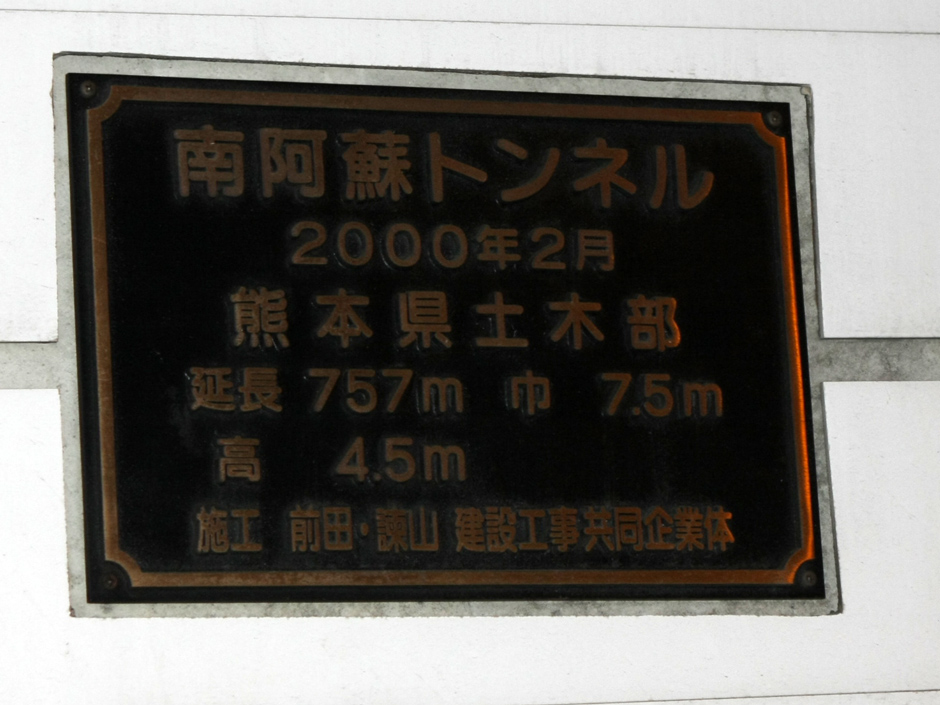 南阿蘇トンネル
2000年2月
熊本県土木部
延長 757m 巾 7.5m
高 4.5m
施工 前田・諫山 建設工事共同企業体